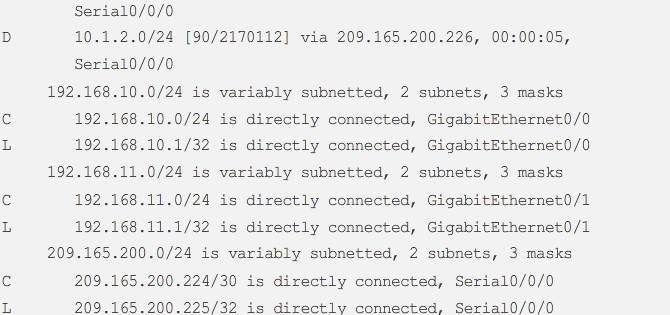 Serial0/0/0
D 10.1.2.0/24 [90/2170112] via 209.165.200.226, 00:00:05,
Serial0/0/0
192.168.10.0/24 is variably subnetted, 2 subnets, 3 masks
C 192.168.10.0/24 is directly connected, GigabitEthernet0/0
L 192.168.10.1/32 is directly connected, GigabitEthernet0/0
192.168.11.0/24 is variably subnetted, 2 subnets, 3 masks
C 192.168.11.0/24 is directly connected, GigabitEthernet0/1
L 192.168.11.1/32 is directly connected, GigabitEthernet0/1
209.165.200.0/24 is variably subnetted, 2 subnets, 3 masks
C 209.165.200.224/30 is directly connected, Serial0/0/0
L 209.165.200.225/32 is directly connected, Serial0/0/0